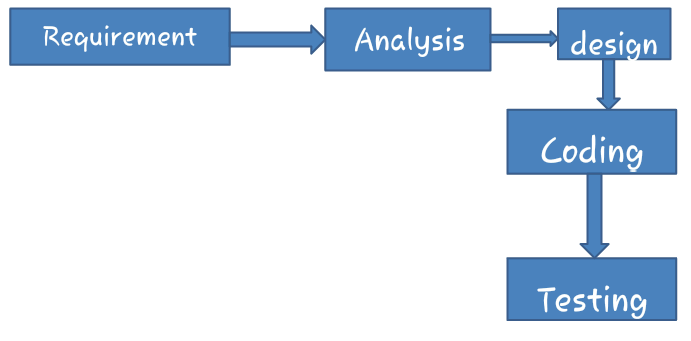 Requirement
Analysis
design
Coding
Testing